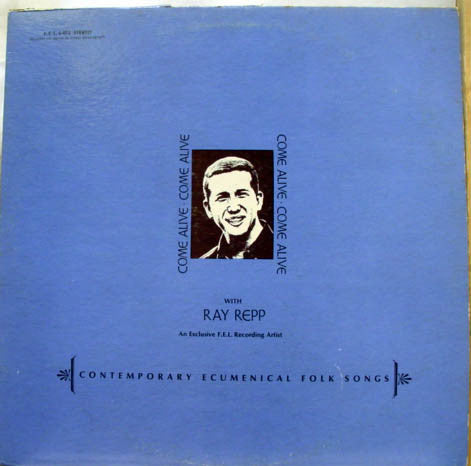 COME ALIVE · COME ALIVE
COME ALIVE · COME ALIVE
WITH
RAY REPP
An Exclusive F.E.L. Recording Artist
CONTEMPORARY ECUMENICAL FOLK SONGS